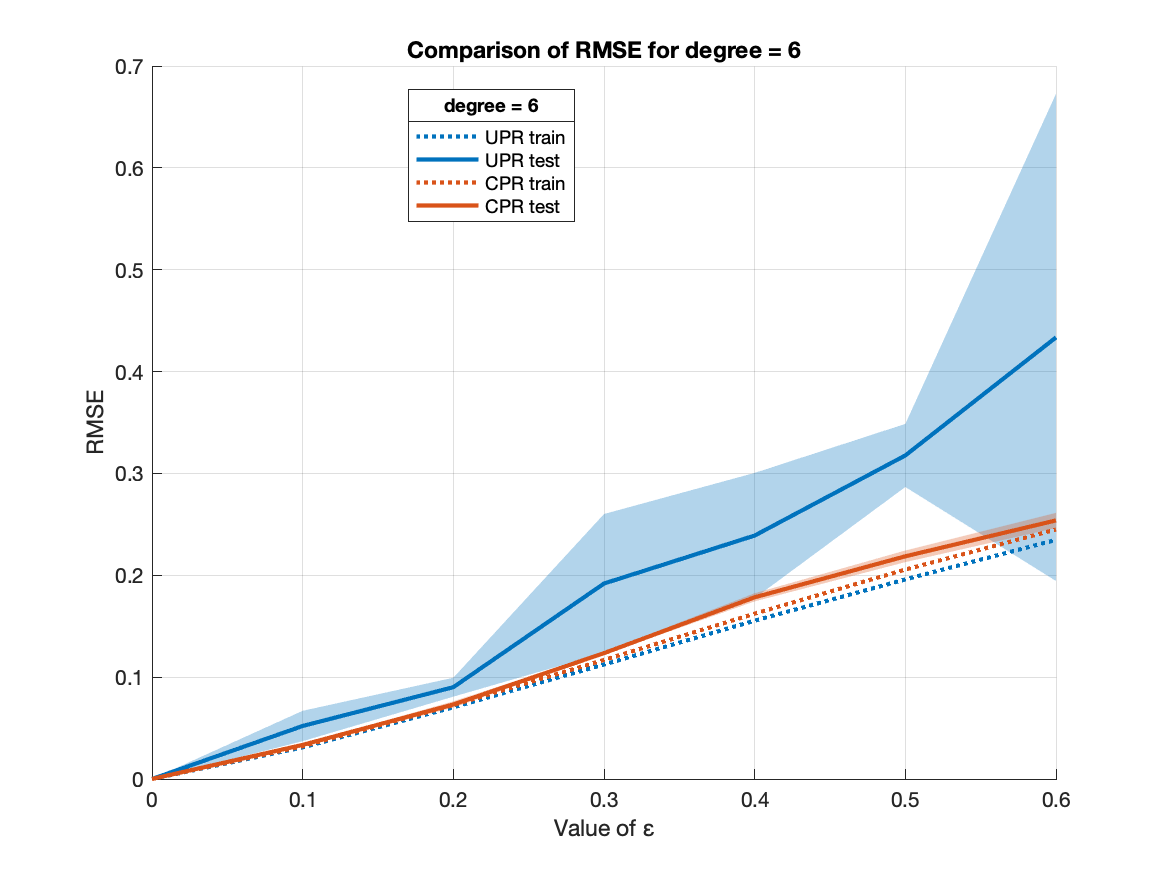 Comparison of RMSE for degree = 6
degree = 6
UPR train
UPR test
CPR train
CPR test
RMSE
0.7
0.6
0.5
0.4
0.3
0.2
0.1
0
0 0.1 0.2 0.3 0.4 0.5 0.6
Value of ε